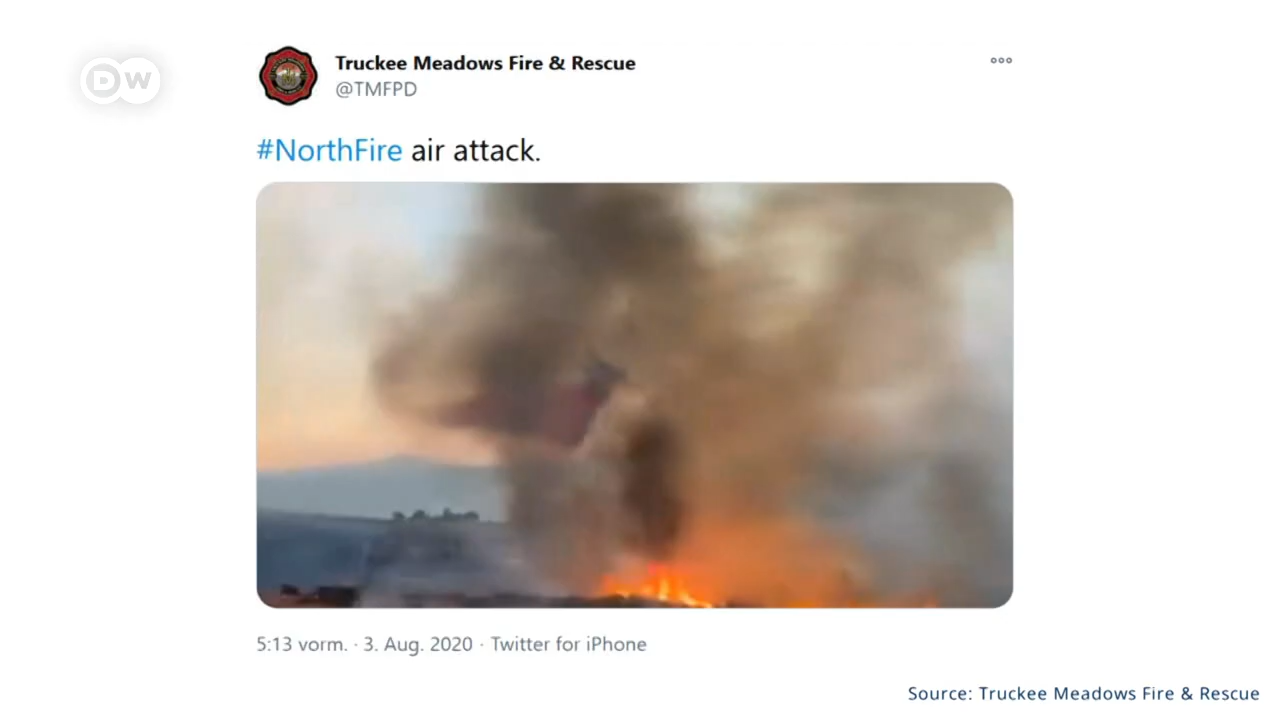 DW
Truckee Meadows Fire & Rescue
@TMFPD
#NorthFire air attack.
5:13 vorm. · 3. Aug. 2020 · Twitter for iPhone
Source: Truckee Meadows Fire & Rescue